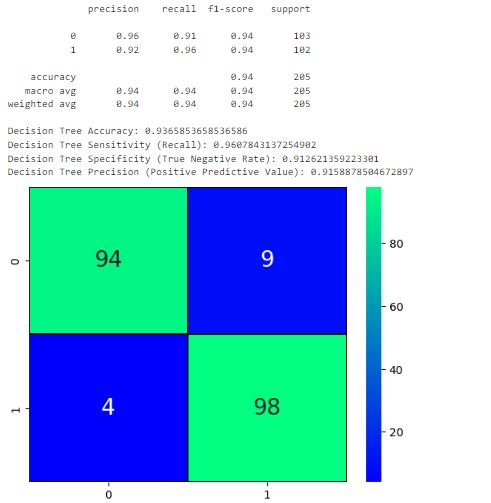 precision recall f1-score support
0 0.96 0.91 0.94 103
1 0.92 0.96 0.94 102
accuracy 0.94 205
macro avg 0.94 0.94 0.94 205
weighted avg 0.94 0.94 0.94 205
Decision Tree Accuracy: 0.9365853658536586
Decision Tree Sensitivity (Recall): 0.9607843137254902
Decision Tree Specificity (True Negative Rate): 0.912621359223301
Decision Tree Precision (Positive Predictive Value): 0.9158878504672897
0 94 9
1 4 98
0 1
80
60
40
20